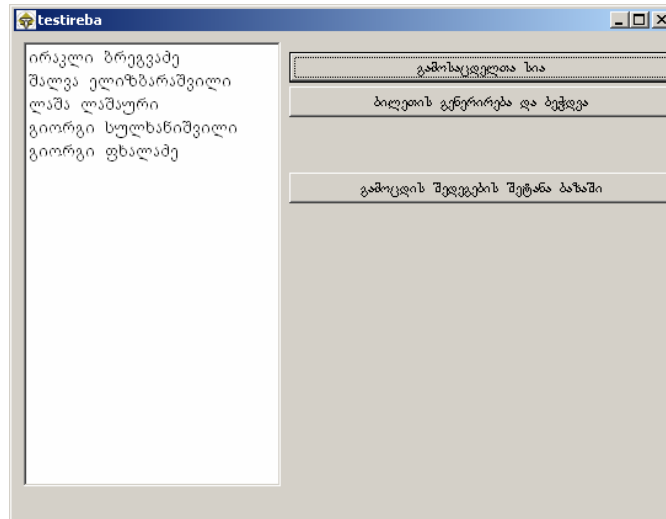 testireba
ირაკლი ბრეგვაძე
შალვა ელიზბარაშვილი
ლაშა ლაშაური
გიორგი სულხანიშვილი
გიორგი ფხალაძე
გამოსაცდელთა სია
ბილეთის გენერირება და ბეჭდვა
გამოცდის შედეგების შეტანა ბაზაში